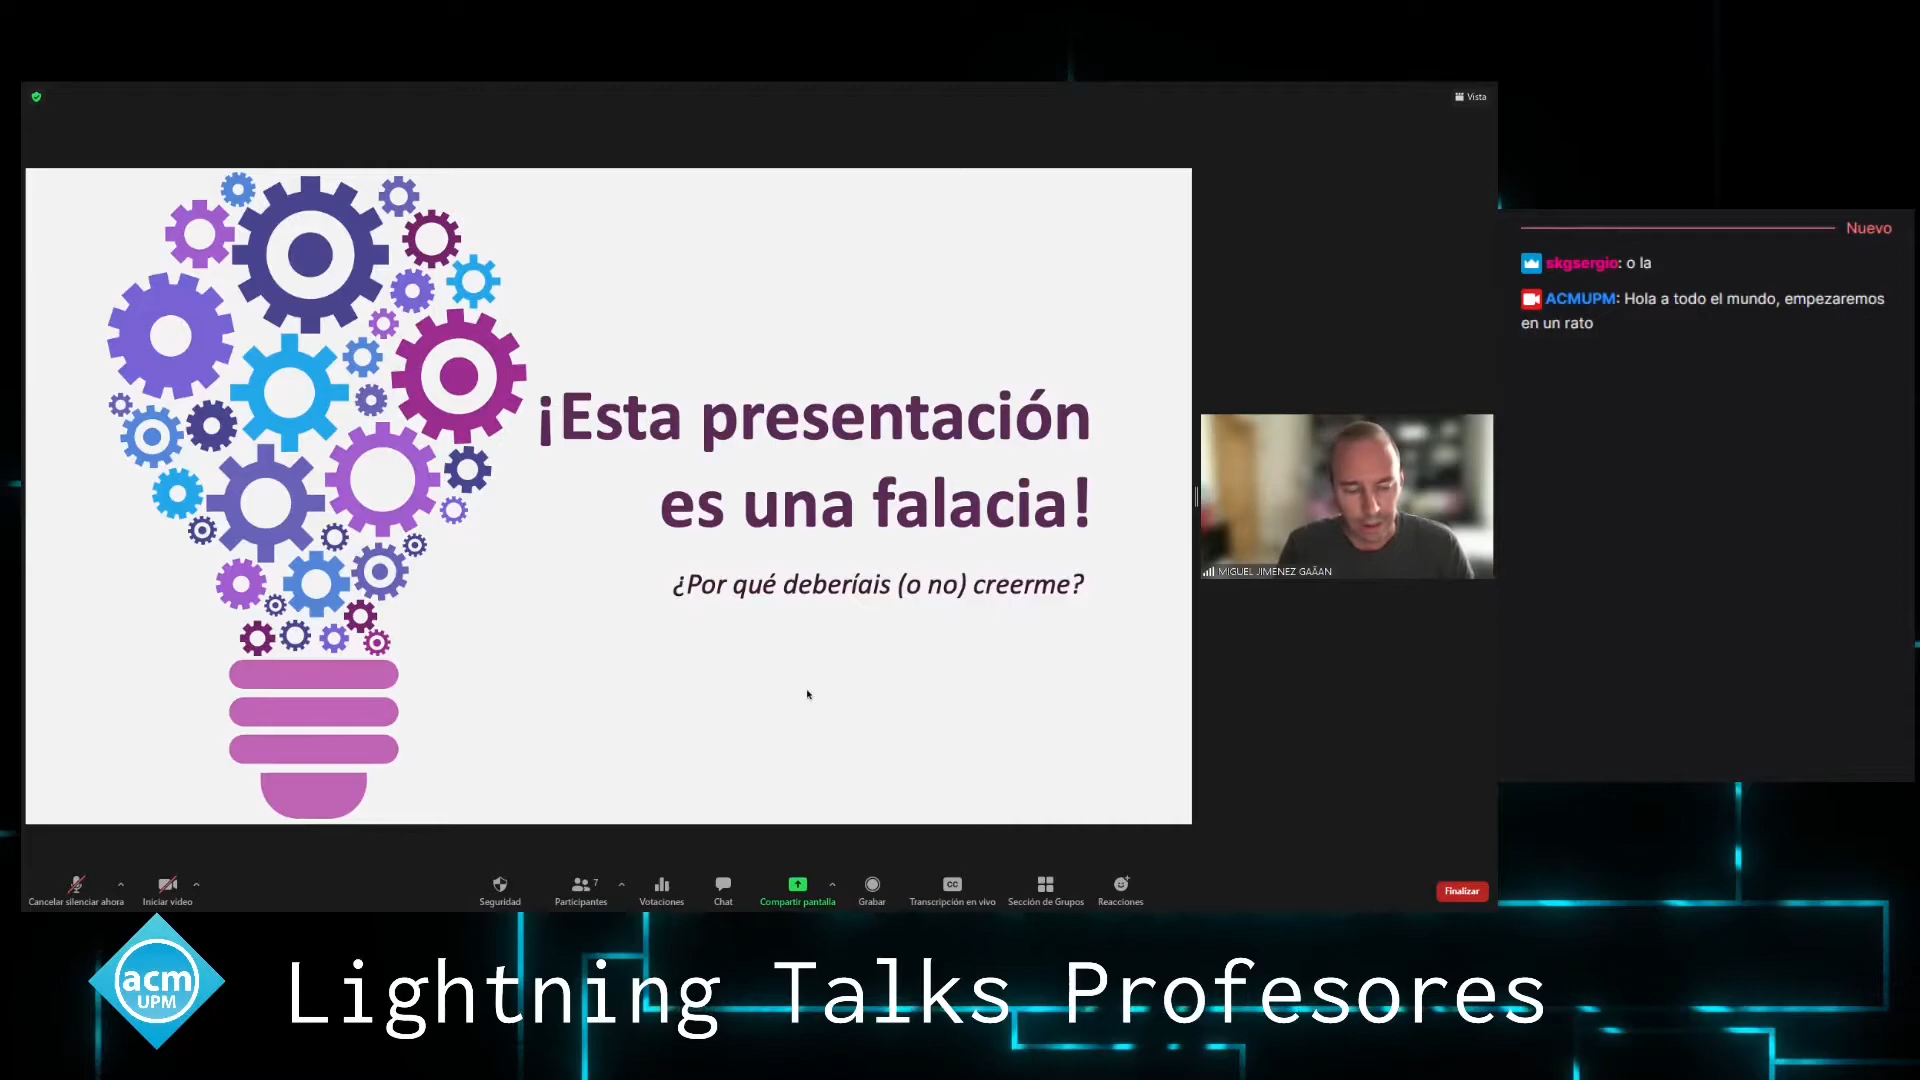 Vista
¡Esta presentación
es una falacia!
¿Por qué deberíais (o no) creerme?
MIGUEL JIMENEZ GAÃAN
Nuevo
skgsergio: o la
ACMUPM: Hola a todo el mundo, empezaremos
en un rato
Cancelar silenciar ahora
Iniciar video
Seguridad
7
Participantes
Votaciones
Chat
Compartir pantalla
Grabar
CC
Transcripción en vivo
Sección de Grupos
Reacciones
Finalizar
acm
UPM
Lightning Talks Profesores